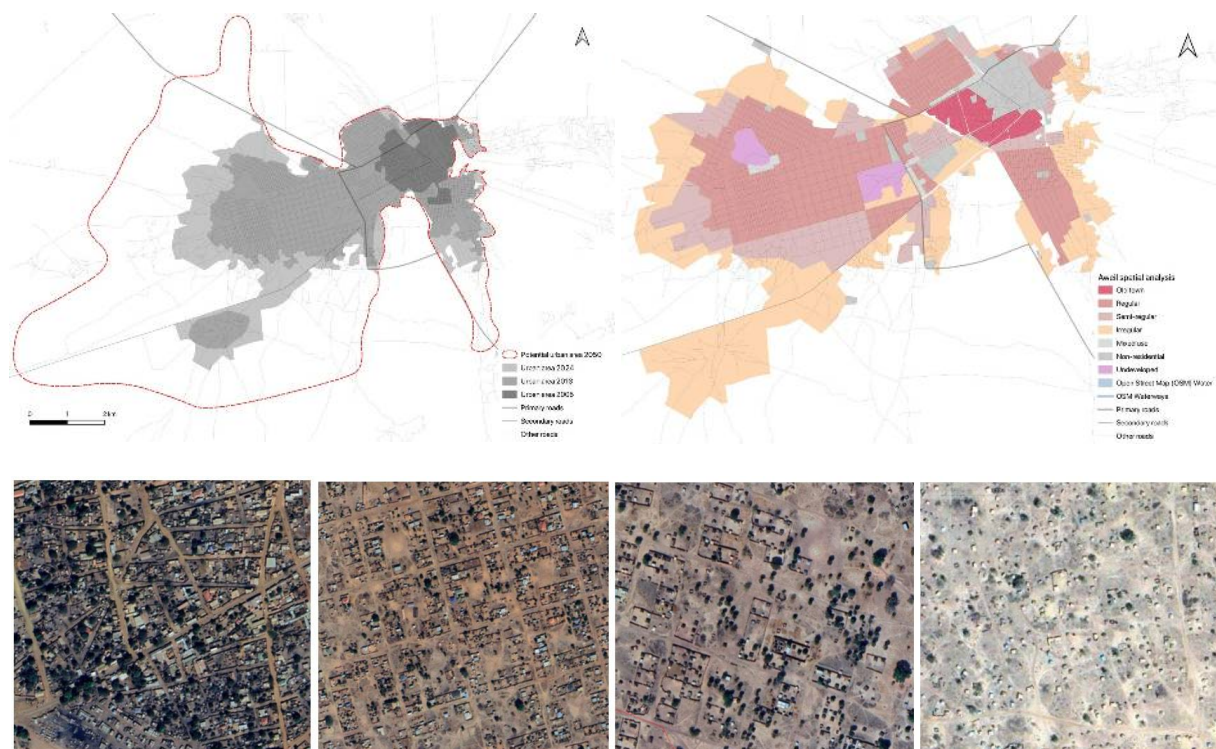 Potential urban area 2050
Urban area 2024
Urban area 2016
Urban area 2005
Primary roads
Secondary roads
Other roads
0 1 2 km
Aweil spatial analysis
Old town
Regular
Semi-regular
Irregular
Mixed use
Non-residential
Undeveloped
Open Street Map (OSM) Water
OSM Waterways
Primary roads
Secondary roads
Other roads